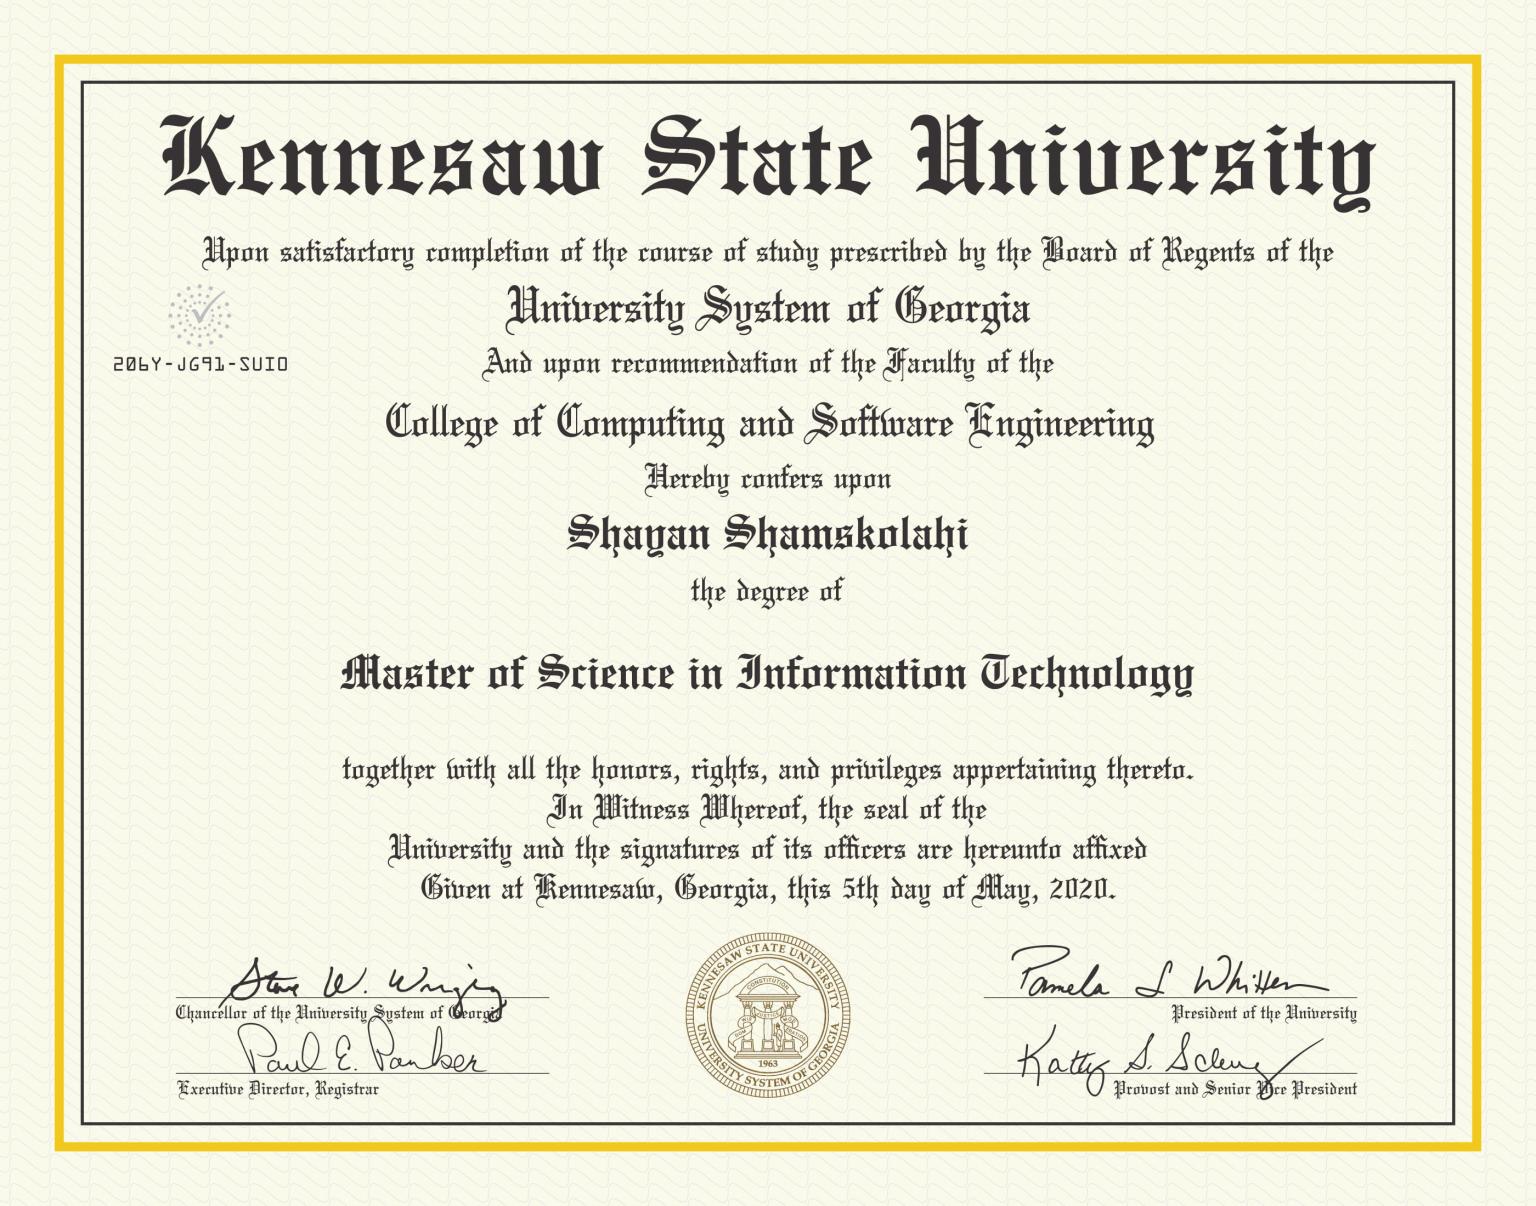 Kennesaw State University
Upon satisfactory completion of the course of study prescribed by the Board of Regents of the
University System of Georgia
206Y-JG91-SUIO
And upon recommendation of the Faculty of the
College of Computing and Software Engineering
Hereby confers upon
Shayan Shamskolahi
the degree of
Master of Science in Information Technology
together with all the honors, rights, and privileges appertaining thereto.
In Witness Whereof, the seal of the
University and the signatures of its officers are hereunto affixed
Given at Kennesaw, Georgia, this 5th day of May, 2020.
Steve W. Wrigley
Chancellor of the University System of Georgia
Paul E. Parker
Executive Director, Registrar
KENNESAW STATE UNIVERSITY
CONSTITUTION
WISDOM
JUSTICE
MODERATION
1963
UNIVERSITY SYSTEM OF GEORGIA
Pamela S Whitten
President of the University
Kathy S. Schwaig
Provost and Senior Vice President